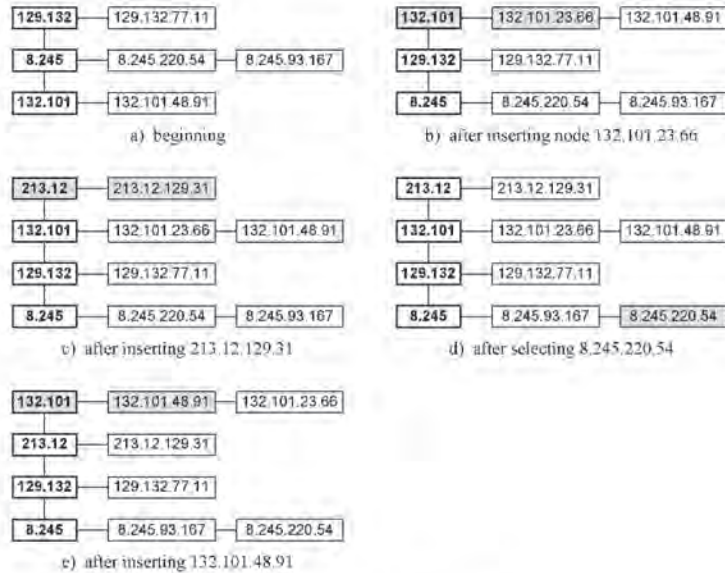 129.132 129.132.77.11
8.245 8.245.220.54 8.245.93.167
132.101 132.101.48.91
a) beginning
132.101 132.101.23.66 132.101.48.91
129.132 129.132.77.11
8.245 8.245.220.54 8.245.93.167
b) after inserting node 132.101.23.66
213.12 213.12.129.31
132.101 132.101.23.66 132.101.48.91
129.132 129.132.77.11
8.245 8.245.220.54 8.245.93.167
c) after inserting 213.12.129.31
213.12 213.12.129.31
132.101 132.101.23.66 132.101.48.91
129.132 129.132.77.11
8.245 8.245.93.167 8.245.220.54
d) after selecting 8.245.220.54
132.101 132.101.48.91 132.101.23.66
213.12 213.12.129.31
129.132 129.132.77.11
8.245 8.245.93.167 8.245.220.54
e) after inserting 132.101.48.91